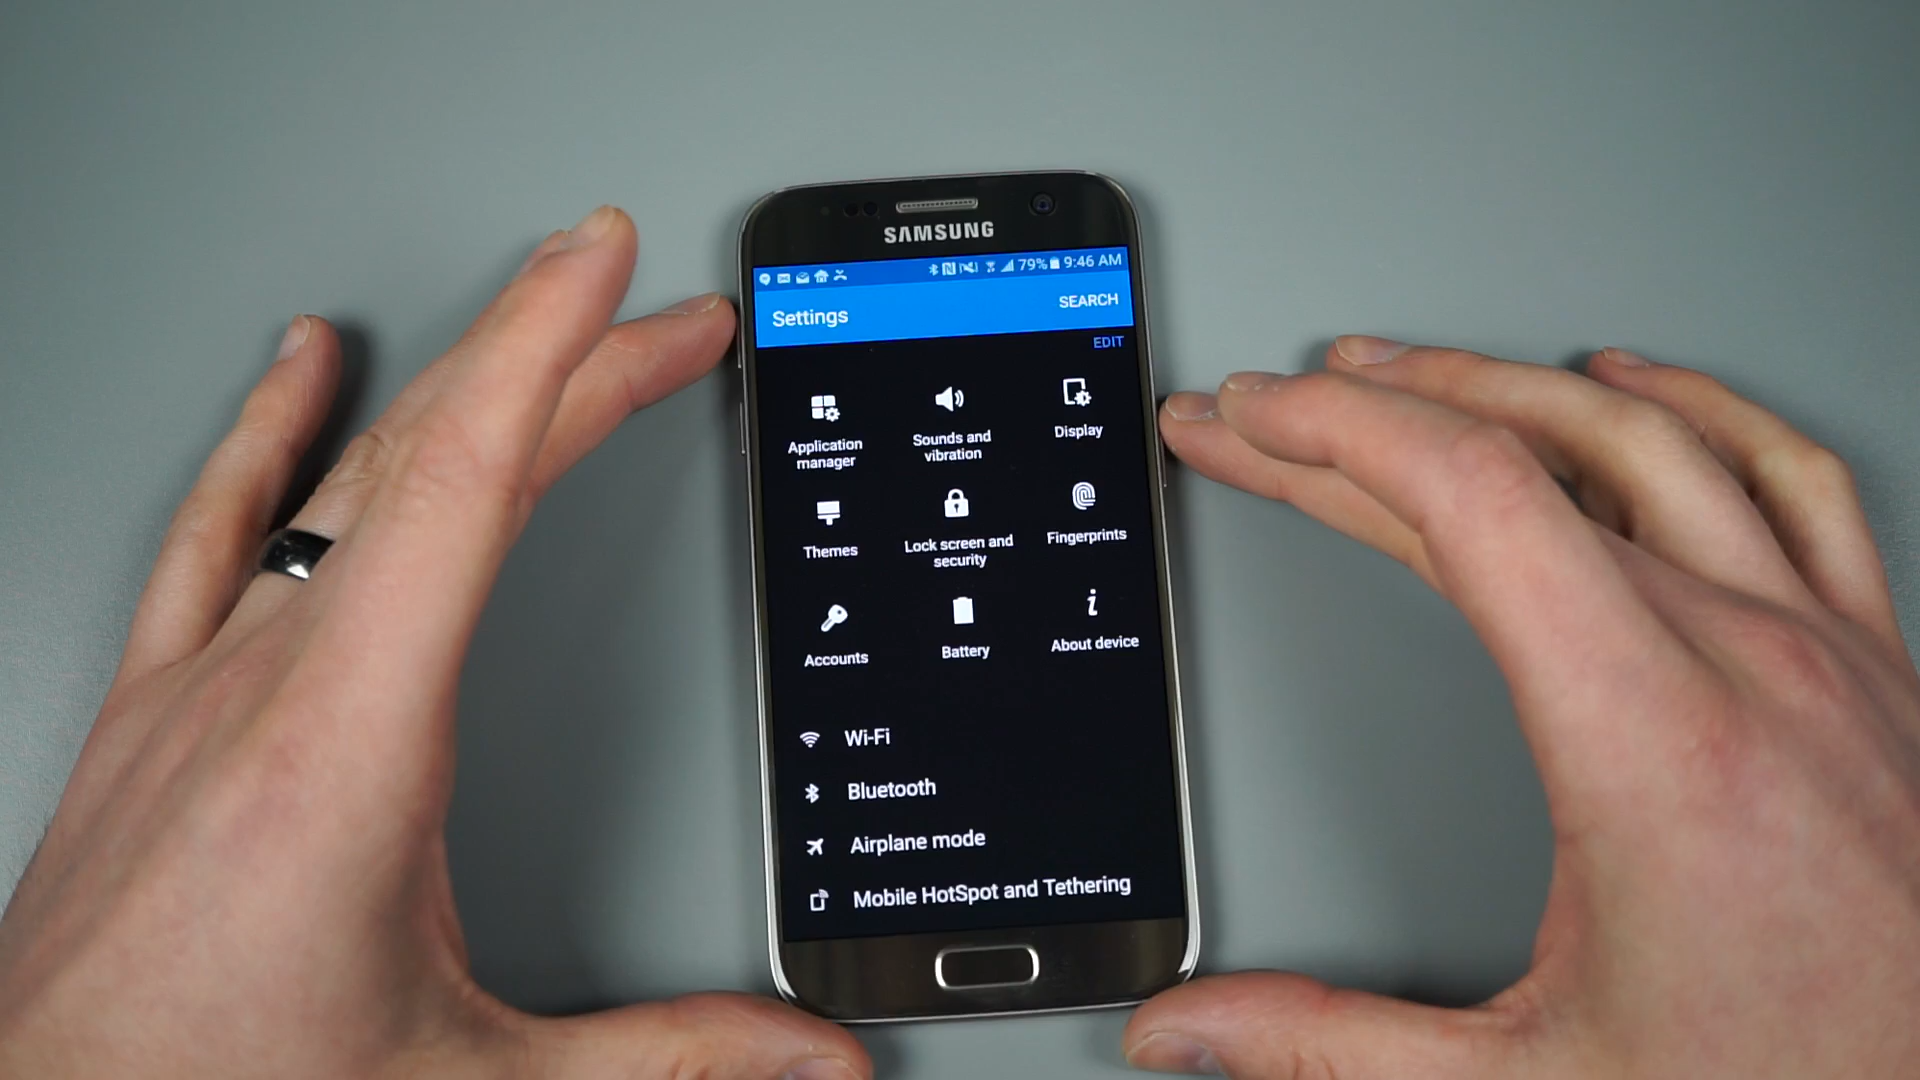 SAMSUNG
79% 9:46 AM
Settings
SEARCH
EDIT
Application
manager
Sounds and
vibration
Display
Themes
Lock screen and
security
Fingerprints
Accounts
Battery
About device
Wi-Fi
Bluetooth
Airplane mode
Mobile HotSpot and Tethering